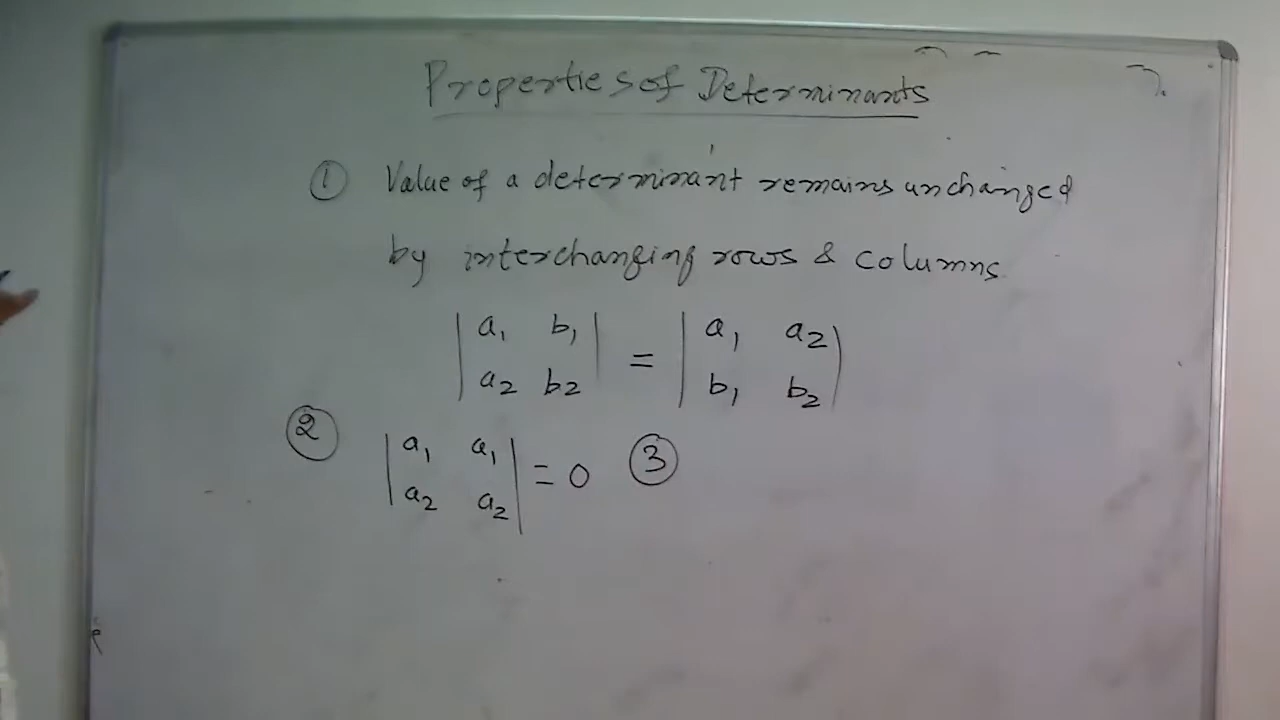 Properties of Determinants
① Value of a determinant remains unchanged
by interchanging rows & columns
| a₁ b₁ | = | a₁ a₂ |
| a₂ b₂ | | b₁ b₂ |
② | a₁ a₁ | = 0 ③
| a₂ a₂ |